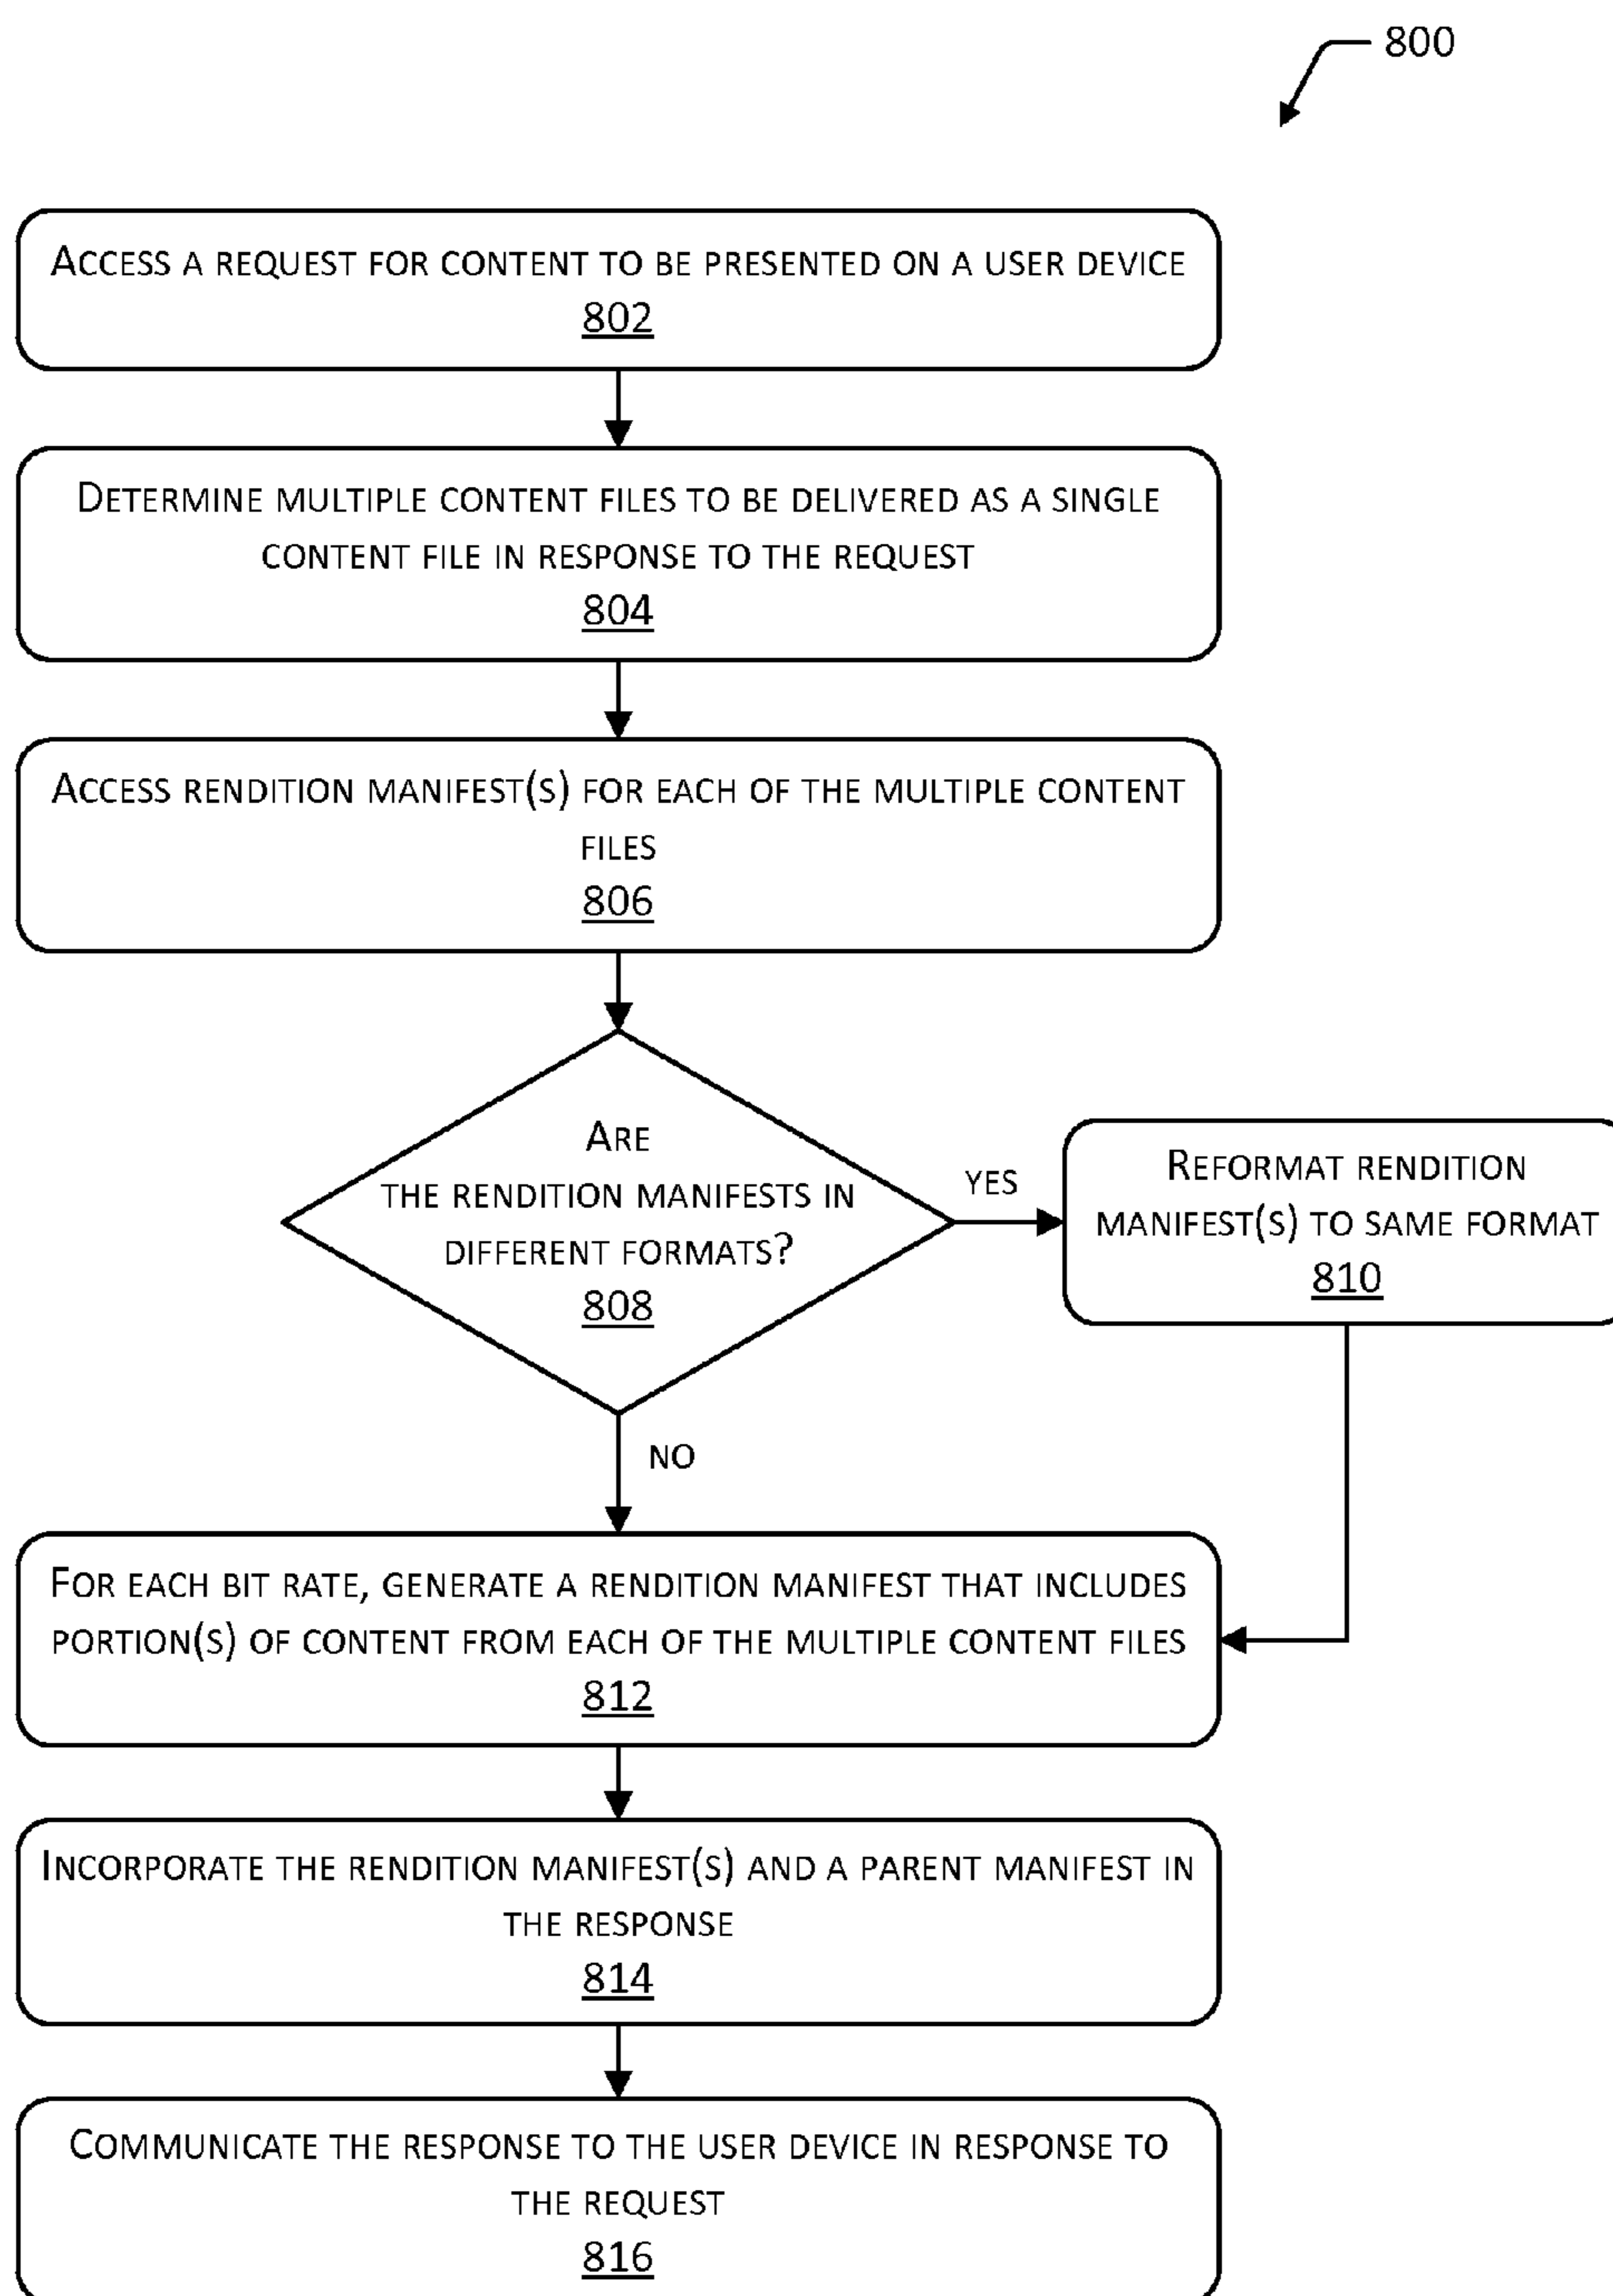 800
ACCESS A REQUEST FOR CONTENT TO BE PRESENTED ON A USER DEVICE
802
DETERMINE MULTIPLE CONTENT FILES TO BE DELIVERED AS A SINGLE
CONTENT FILE IN RESPONSE TO THE REQUEST
804
ACCESS RENDITION MANIFEST(S) FOR EACH OF THE MULTIPLE CONTENT
FILES
806
ARE
THE RENDITION MANIFESTS IN
DIFFERENT FORMATS?
808
YES
REFORMAT RENDITION
MANIFEST(S) TO SAME FORMAT
810
NO
FOR EACH BIT RATE, GENERATE A RENDITION MANIFEST THAT INCLUDES
PORTION(S) OF CONTENT FROM EACH OF THE MULTIPLE CONTENT FILES
812
INCORPORATE THE RENDITION MANIFEST(S) AND A PARENT MANIFEST IN
THE RESPONSE
814
COMMUNICATE THE RESPONSE TO THE USER DEVICE IN RESPONSE TO
THE REQUEST
816